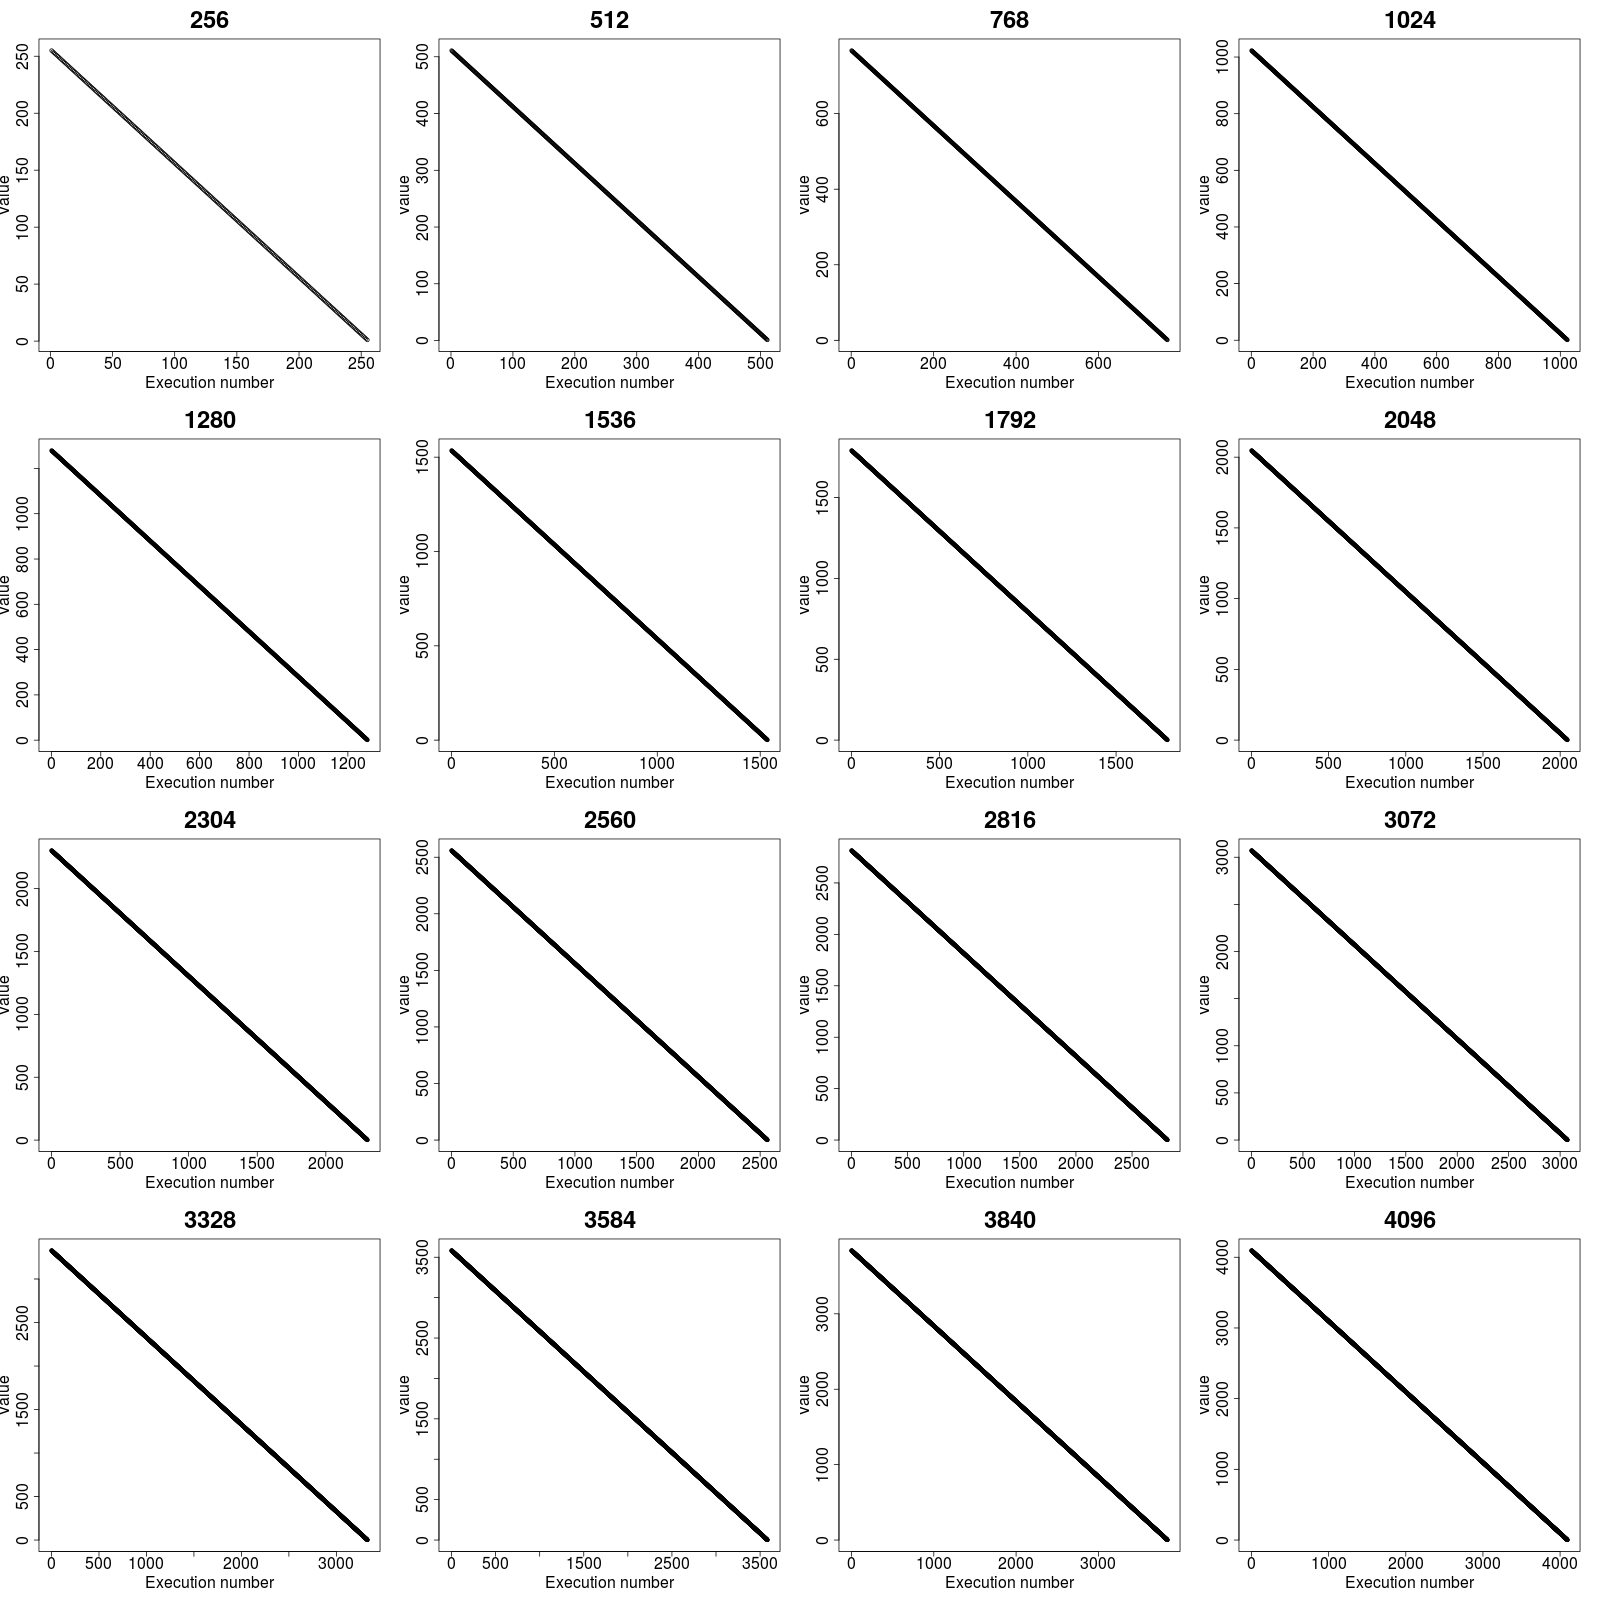 256 512 768 1024
250 200 150 100 50 0
value
0 50 100 150 200 250
Execution number
500 400 300 200 100 0
value
0 100 200 300 400 500
Execution number
600 400 200 0
value
0 200 400 600
Execution number
1000 800 600 400 200 0
value
0 200 400 600 800 1000
Execution number
1280 1536 1792 2048
1000 800 600 400 200 0
value
0 200 400 600 800 1000 1200
Execution number
1500 1000 500 0
value
0 500 1000 1500
Execution number
1500 1000 500 0
value
0 500 1000 1500
Execution number
2000 1500 1000 500 0
value
0 500 1000 1500 2000
Execution number
2304 2560 2816 3072
2000 1500 1000 500 0
value
0 500 1000 1500 2000
Execution number
2500 2000 1500 1000 500 0
value
0 500 1000 1500 2000 2500
Execution number
2500 2000 1500 1000 500 0
value
0 500 1000 1500 2000 2500
Execution number
3000 2000 1000 500 0
value
0 500 1000 1500 2000 2500 3000
Execution number
3328 3584 3840 4096
2500 1500 500 0
value
0 500 1000 2000 3000
Execution number
3500 2500 1500 500 0
value
0 500 1500 2500 3500
Execution number
3000 2000 1000 0
value
0 1000 2000 3000
Execution number
4000 3000 2000 1000 0
value
0 1000 2000 3000 4000
Execution number